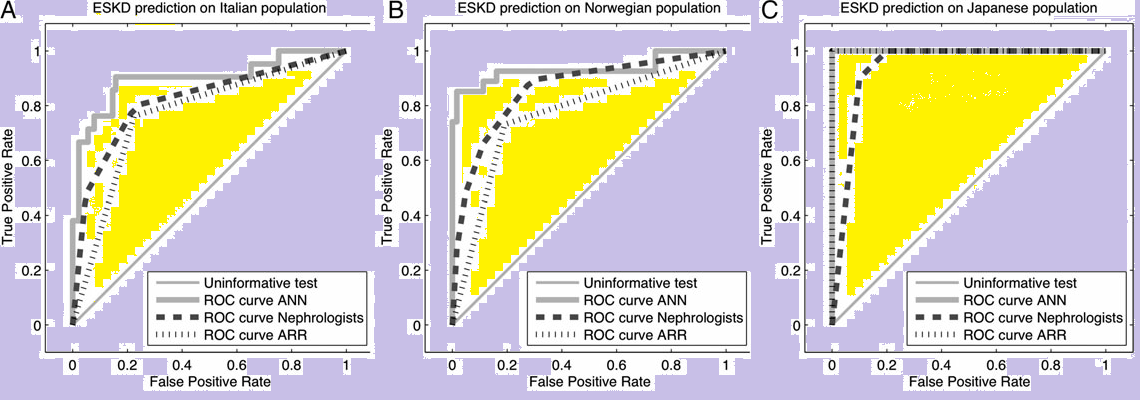 A
ESKD prediction on Italian population
True Positive Rate
1
0.8
0.6
0.4
0.2
0
Uninformative test
ROC curve ANN
ROC curve Nephrologists
ROC curve ARR
0
0.2
0.4
0.6
0.8
1
False Positive Rate
B
ESKD prediction on Norwegian population
True Positive Rate
1
0.8
0.6
0.4
0.2
0
Uninformative test
ROC curve ANN
ROC curve Nephrologists
ROC curve ARR
0
0.2
0.4
0.6
0.8
1
False Positive Rate
C
ESKD prediction on Japanese population
True Positive Rate
1
0.8
0.6
0.4
0.2
0
Uninformative test
ROC curve ANN
ROC curve Nephrologists
ROC curve ARR
0
0.2
0.4
0.6
0.8
1
False Positive Rate